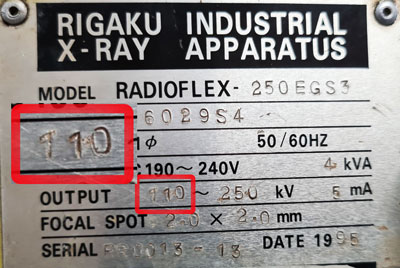 RIGAKU INDUSTRIAL
X-RAY APPARATUS
MODEL RADIOFLEX-250EGS3
6029S4
110
1φ 50/60HZ
:190~240V 4 kVA
OUTPUT 110~250 kV 5 mA
FOCAL SPOT 2.0 × 2.0 mm
SERIAL 13 DATE 1995